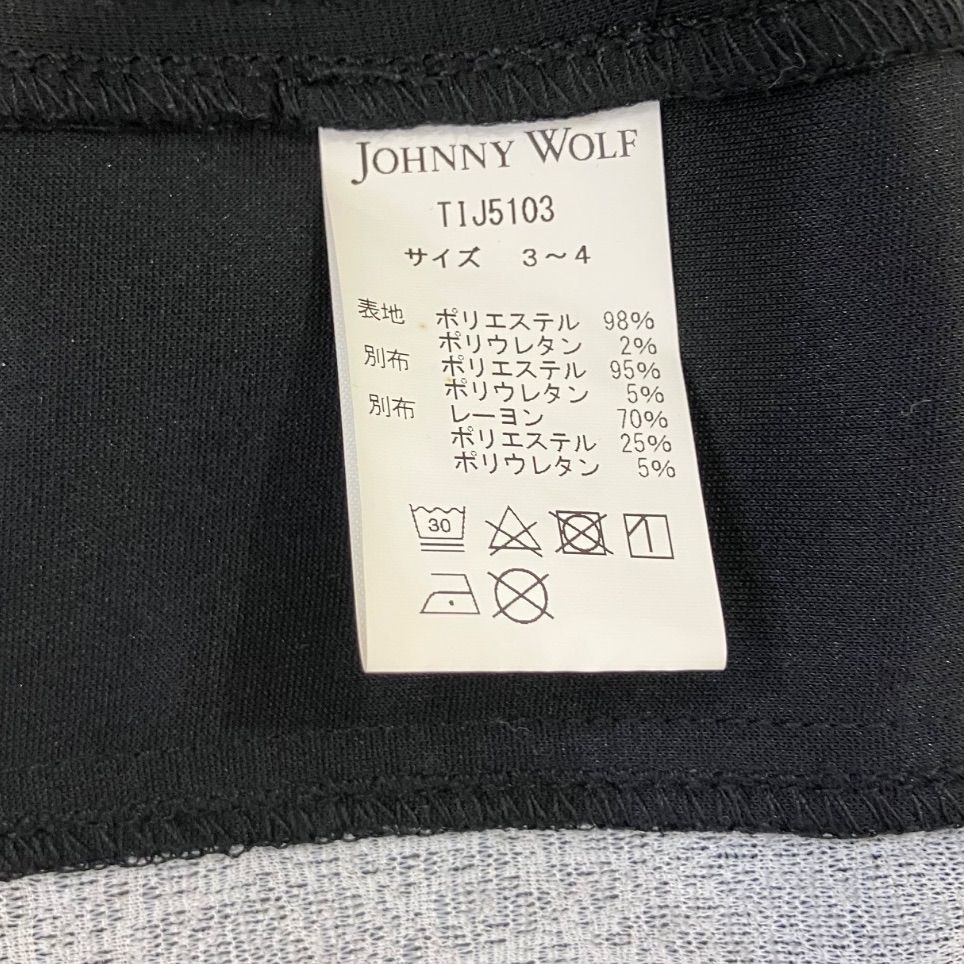 JOHNNY WOLF
TIJ5103
サイズ 3～4
表地 ポリエステル 98%
ポリウレタン 2%
別布 ポリエステル 95%
ポリウレタン 5%
別布 レーヨン 70%
ポリエステル 25%
ポリウレタン 5%
30